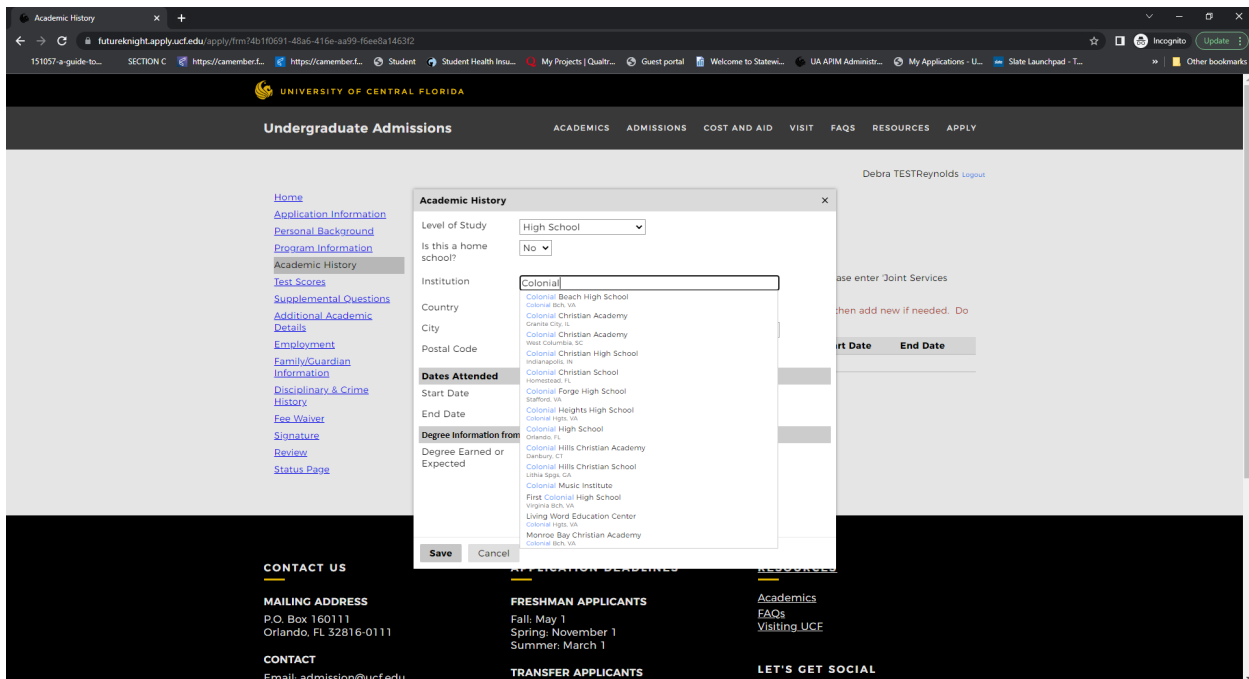 Academic History
futureknight.apply.ucf.edu/apply/frm?4b1f0691-48a6-416e-aa99-f6ee8a1463f2
Incognito
Update
151057-a-guide-to...
SECTION C
https://camember.f...
https://camember.f...
Student
Student Health Insu...
My Projects | Qualtr...
Guest portal
Welcome to Statewi...
UA APIM Administr...
My Applications - U...
Slate Launchpad - T...
»
Other bookmarks
UNIVERSITY OF CENTRAL FLORIDA
Undergraduate Admissions
ACADEMICS
ADMISSIONS
COST AND AID
VISIT
FAQS
RESOURCES
APPLY
Debra TESTReynolds Logout
Home
Application Information
Personal Background
Program Information
Academic History
Test Scores
Supplemental Questions
Additional Academic
Details
Employment
Family/Guardian
Information
Disciplinary & Crime
History
Fee Waiver
Signature
Review
Status Page
Academic History
×
Level of Study
High School
Is this a home
school?
No
Institution
Colonial
Country
City
Postal Code
Dates Attended
Start Date
End Date
Degree Information from
Degree Earned or
Expected
Colonial Beach High School
Colonial Bch, VA
Colonial Christian Academy
Granite City, IL
Colonial Christian Academy
West Columbia, SC
Colonial Christian High School
Indianapolis, IN
Colonial Christian School
Homestead, FL
Colonial Forge High School
Stafford, VA
Colonial Heights High School
Colonial Hgts, VA
Colonial High School
Orlando, FL
Colonial Hills Christian Academy
Danbury, CT
Colonial Hills Christian School
Lithia Spgs, GA
Colonial Music Institute
First Colonial High School
Virginia Bch, VA
Living Word Education Center
Colonial Hgts, VA
Monroe Bay Christian Academy
Colonial Bch, VA
Save
Cancel
ase enter 'Joint Services
then add new if needed. Do
rt Date
End Date
CONTACT US
MAILING ADDRESS
P.O. Box 160111
Orlando, FL 32816-0111
CONTACT
Email: admission@ucf.edu
APPLICATION DEADLINES
FRESHMAN APPLICANTS
Fall: May 1
Spring: November 1
Summer: March 1
TRANSFER APPLICANTS
RESOURCES
Academics
FAQs
Visiting UCF
LET'S GET SOCIAL